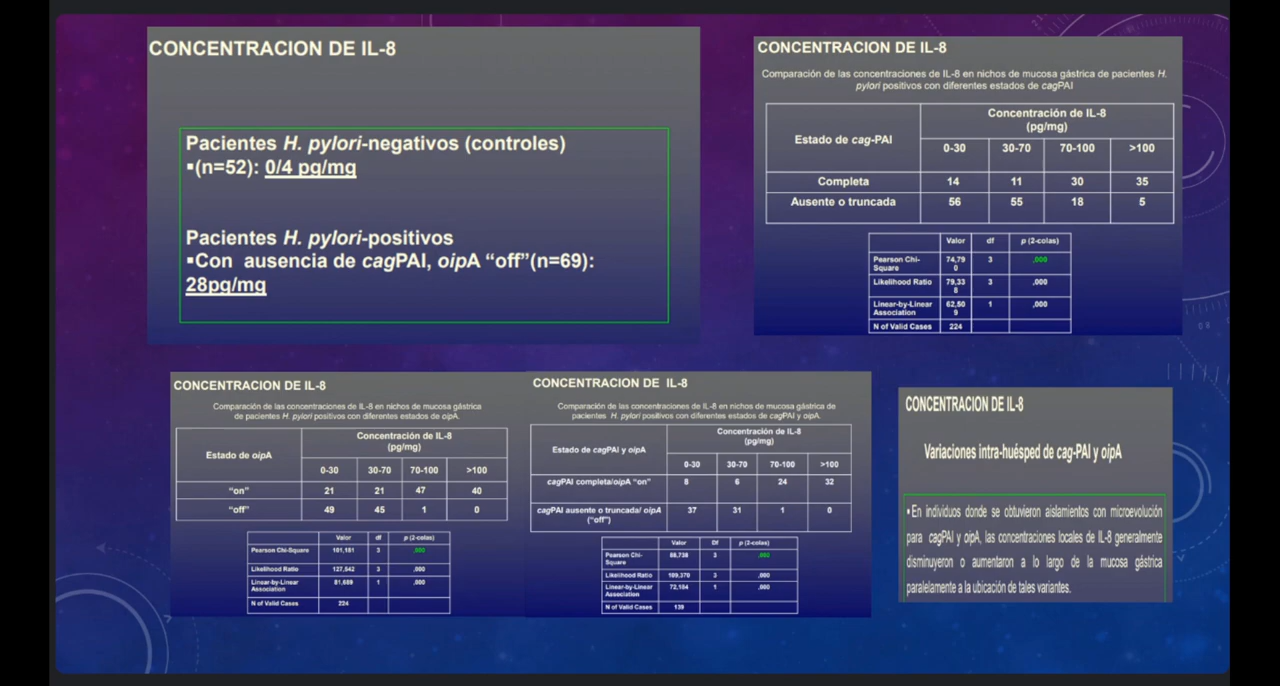 CONCENTRACION DE IL-8
Pacientes H. pylori-negativos (controles)
▪(n=52): 0/4 pg/mg
Pacientes H. pylori-positivos
▪Con ausencia de cagPAI, oipA “off”(n=69):
28pg/mg
CONCENTRACION DE IL-8
Comparación de las concentraciones de IL-8 en nichos de mucosa gástrica de pacientes H.
pylori positivos con diferentes estados de cagPAI
Estado de cag-PAI
Concentración de IL-8
(pg/mg)
0-30 30-70 70-100 >100
Completa 14 11 30 35
Ausente o truncada 56 55 18 5
Valor df p (2-colas)
Pearson Chi-
Square
74,79
0
3 ,000
Likelihood Ratio 79,33
8
3 ,000
Linear-by-Linear
Association
62,50
9
1 ,000
N of Valid Cases 224
CONCENTRACION DE IL-8
Comparación de las concentraciones de IL-8 en nichos de mucosa gástrica
de pacientes H. pylori positivos con diferentes estados de oipA.
Estado de oipA
Concentración de IL-8
(pg/mg)
0-30 30-70 70-100 >100
“on” 21 21 47 40
“off” 49 45 1 0
Valor df p (2-colas)
Pearson Chi-Square 101,181 3 ,000
Likelihood Ratio 127,542 3 ,000
Linear-by-Linear
Association
81,689 1 ,000
N of Valid Cases 224
CONCENTRACION DE IL-8
Comparación de las concentraciones de IL-8 en nichos de mucosa gástrica de
pacientes H. pylori positivos con diferentes estados de cagPAI y oipA.
Estado de cagPAI y oipA
Concentración de IL-8
(pg/mg)
0-30 30-70 70-100 >100
cagPAI completa/oipA “on” 8 6 24 32
cagPAI ausente o truncada/ oipA
(“off”)
37 31 1 0
Valor Df p (2-colas)
Pearson Chi-
Square
88,738 3 ,000
Likelihood Ratio 109,370 3 ,000
Linear-by-Linear
Association
72,104 1 ,000
N of Valid Cases 139
CONCENTRACION DE IL-8
Variaciones intra-huésped de cag-PAI y oipA
▪En individuos donde se obtuvieron aislamientos con microevolución
para cagPAI y oipA, las concentraciones locales de IL-8 generalmente
disminuyeron o aumentaron a lo largo de la mucosa gástrica
paralelamente a la ubicación de tales variantes.